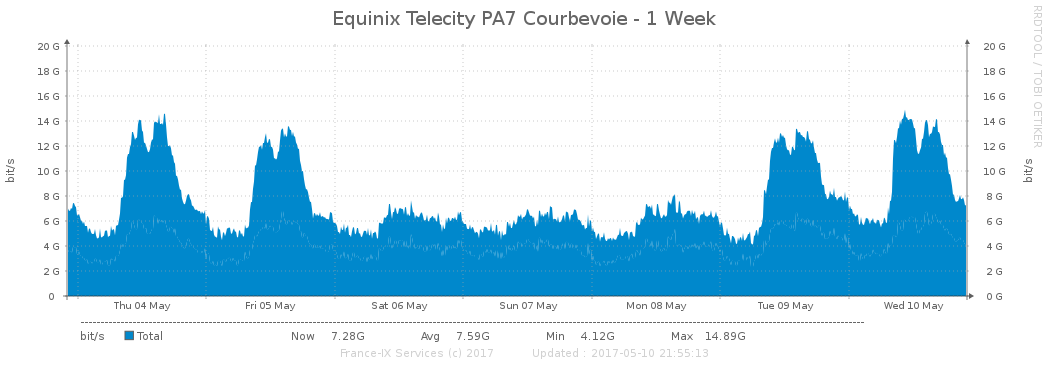 Equinix Telecity PA7 Courbevoie - 1 Week
RRDTOOL / TOBI OETIKER
bit/s
20 G 20 G
18 G 18 G
16 G 16 G
14 G 14 G
12 G 12 G
10 G 10 G
8 G 8 G
6 G 6 G
4 G 4 G
2 G 2 G
0 0 G
bit/s
Thu 04 May Fri 05 May Sat 06 May Sun 07 May Mon 08 May Tue 09 May Wed 10 May
bit/s Total Now 7.28G Avg 7.59G Min 4.12G Max 14.89G
France-IX Services (c) 2017 Updated : 2017-05-10 21:55:13